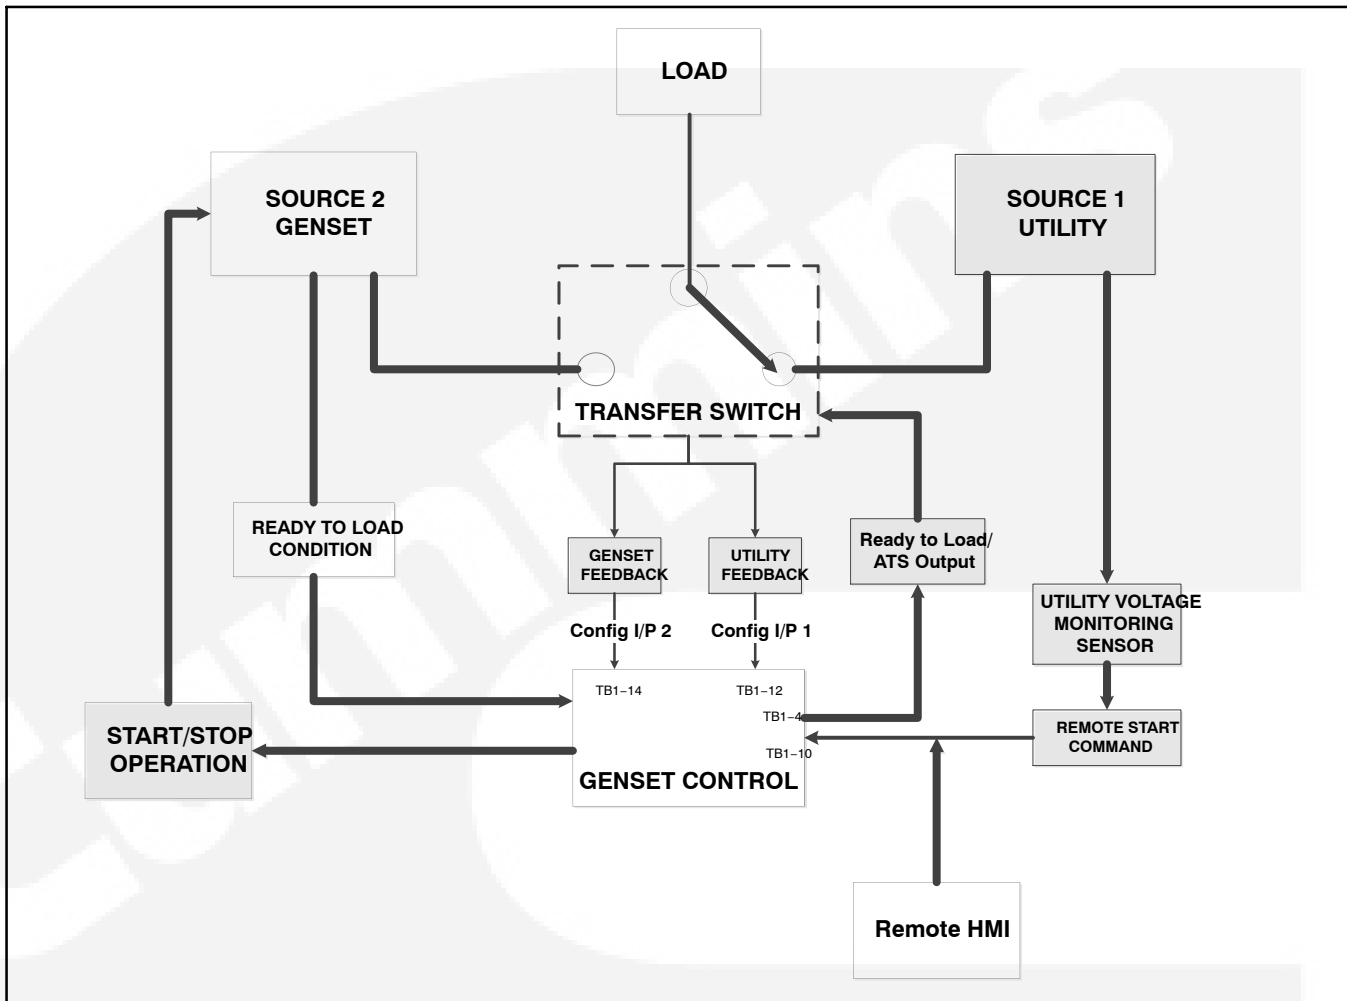 LOAD
SOURCE 2
GENSET
SOURCE 1
UTILITY
TRANSFER SWITCH
READY TO LOAD
CONDITION
GENSET
FEEDBACK
UTILITY
FEEDBACK
Ready to Load/
ATS Output
UTILITY VOLTAGE
MONITORING
SENSOR
Config I/P 2
Config I/P 1
TB1-14
TB1-12
TB1-4
TB1-10
GENSET CONTROL
START/STOP
OPERATION
REMOTE START
COMMAND
Remote HMI
Cummins